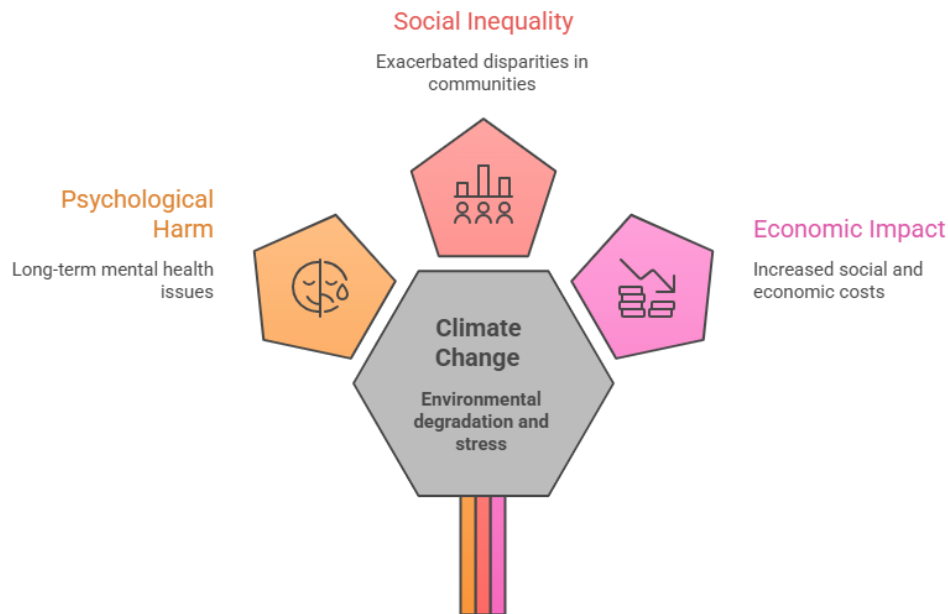 Social Inequality
Exacerbated disparities in
communities
Psychological
Harm
Long-term mental health
issues
Economic Impact
Increased social and
economic costs
Climate
Change
Environmental
degradation and
stress